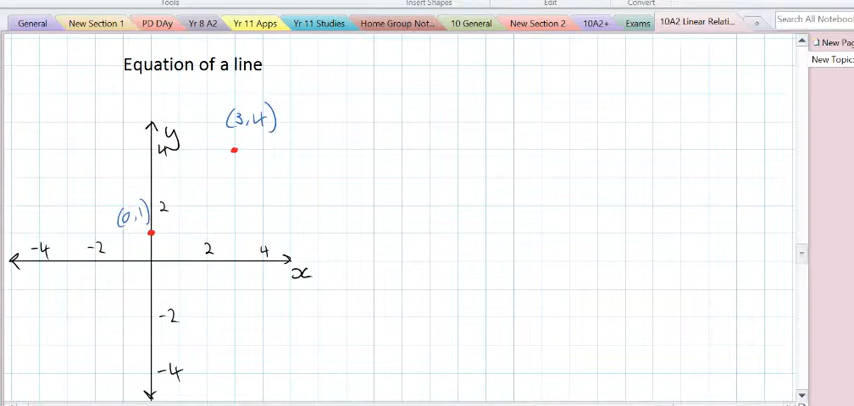 Tools
Insert Shapes
Edit
Convert
General
New Section 1
PD DAy
Yr 8 A2
Yr 11 Apps
Yr 11 Studies
Home Group Not...
10 General
New Section 2
10A2+
Exams
10A2 Linear Relati...
Search All Notebook
New Pag
New Topic:
Equation of a line
(3,4)
y
4
2
(0,1)
-4 -2 2 4
x
-2
-4